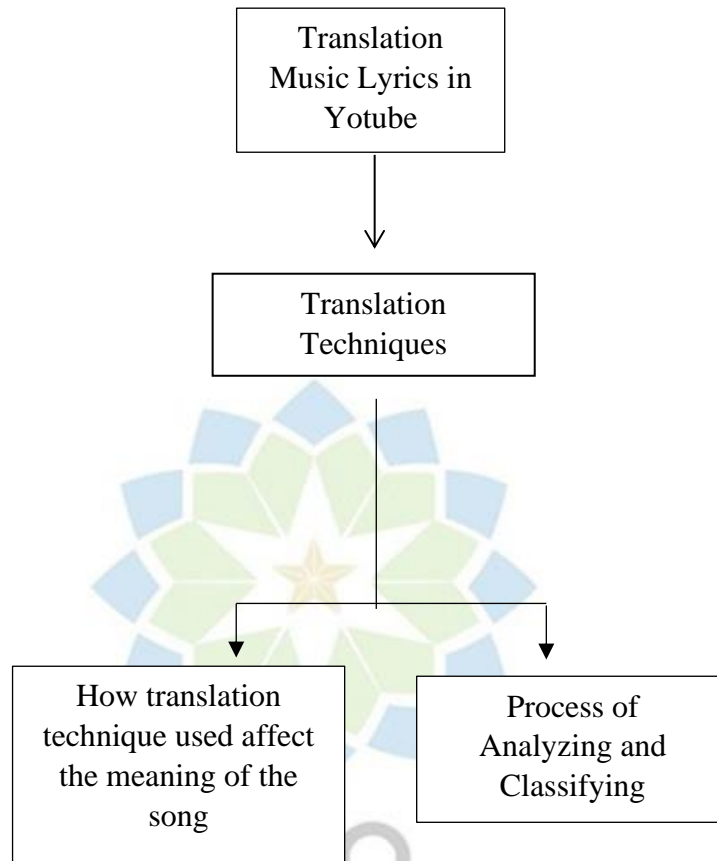 Translation
Music Lyrics in
Yotube
Translation
Techniques
How translation
technique used affect
the meaning of the
song
Process of
Analyzing and
Classifying